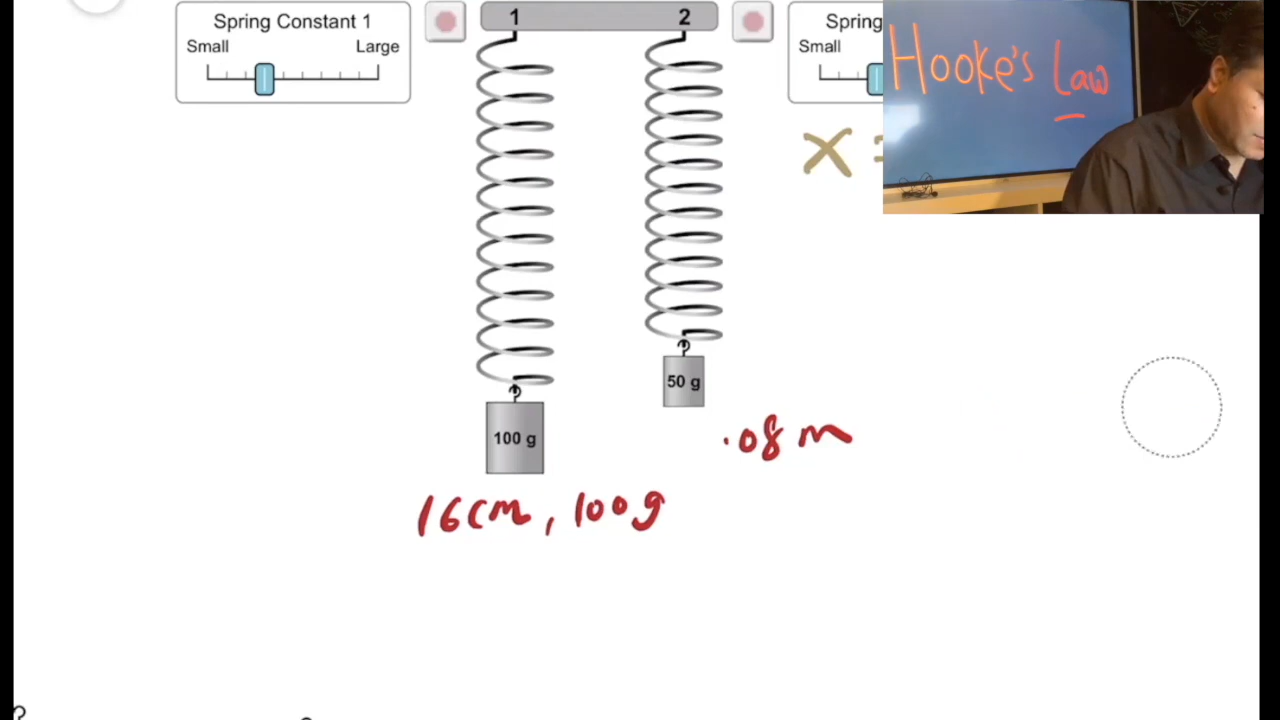 Spring Constant 1
Small Large
1 2
Spring
Small
Hooke's Law
x =
50 g
100 g
.08 m
16cm, 100g
?